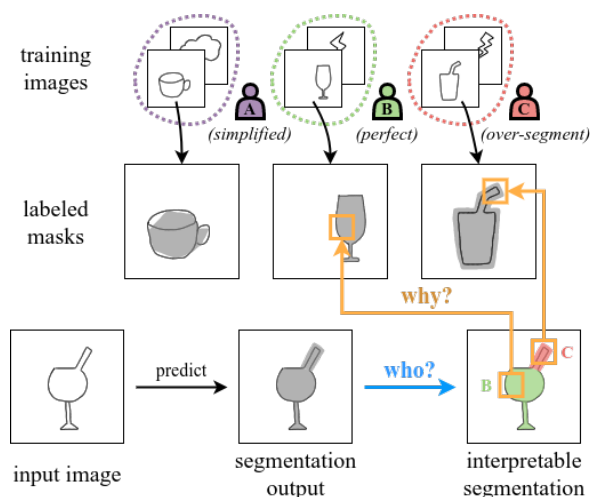 training
images
A
B
C
(simplified)
(perfect)
(over-segment)
labeled
masks
why?
predict
who?
B
C
input image
segmentation
output
interpretable
segmentation